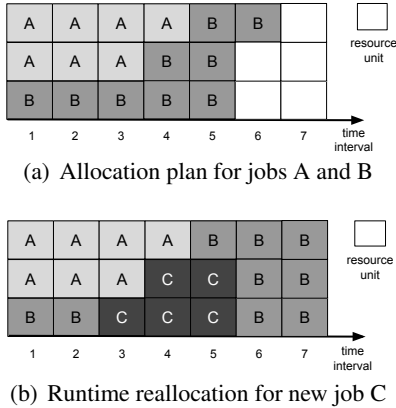 A A A A B B
A A A B B
B B B B B
resource
unit
1 2 3 4 5 6 7 time
interval
(a) Allocation plan for jobs A and B
A A A A B B B
A A A C C B B
B B C C C B B
resource
unit
1 2 3 4 5 6 7 time
interval
(b) Runtime reallocation for new job C